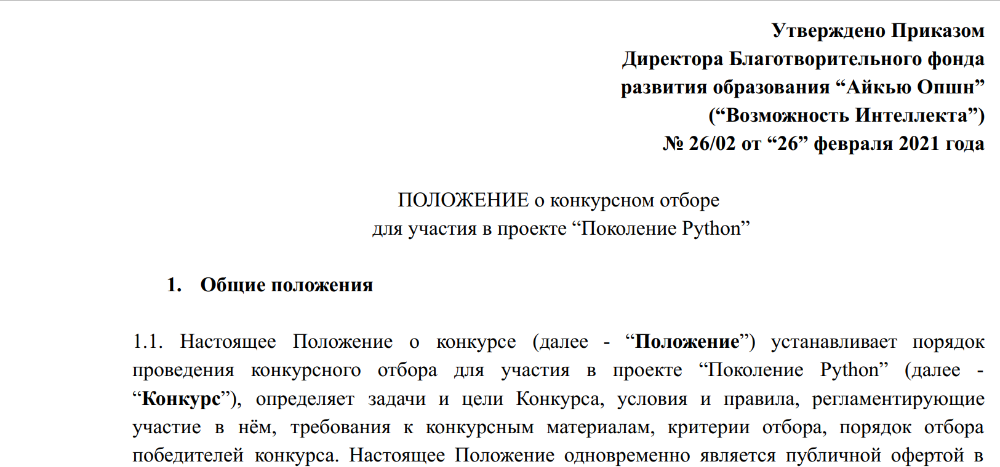 Утверждено Приказом
Директора Благотворительного фонда
развития образования “Айкью Опшн”
(“Возможность Интеллекта”)
№ 26/02 от “26” февраля 2021 года
ПОЛОЖЕНИЕ о конкурсном отборе
для участия в проекте “Поколение Python”
1. Общие положения
1.1. Настоящее Положение о конкурсе (далее - “Положение”) устанавливает порядок
проведения конкурсного отбора для участия в проекте “Поколение Python” (далее -
“Конкурс”), определяет задачи и цели Конкурса, условия и правила, регламентирующие
участие в нём, требования к конкурсным материалам, критерии отбора, порядок отбора
победителей конкурса. Настоящее Положение одновременно является публичной офертой в